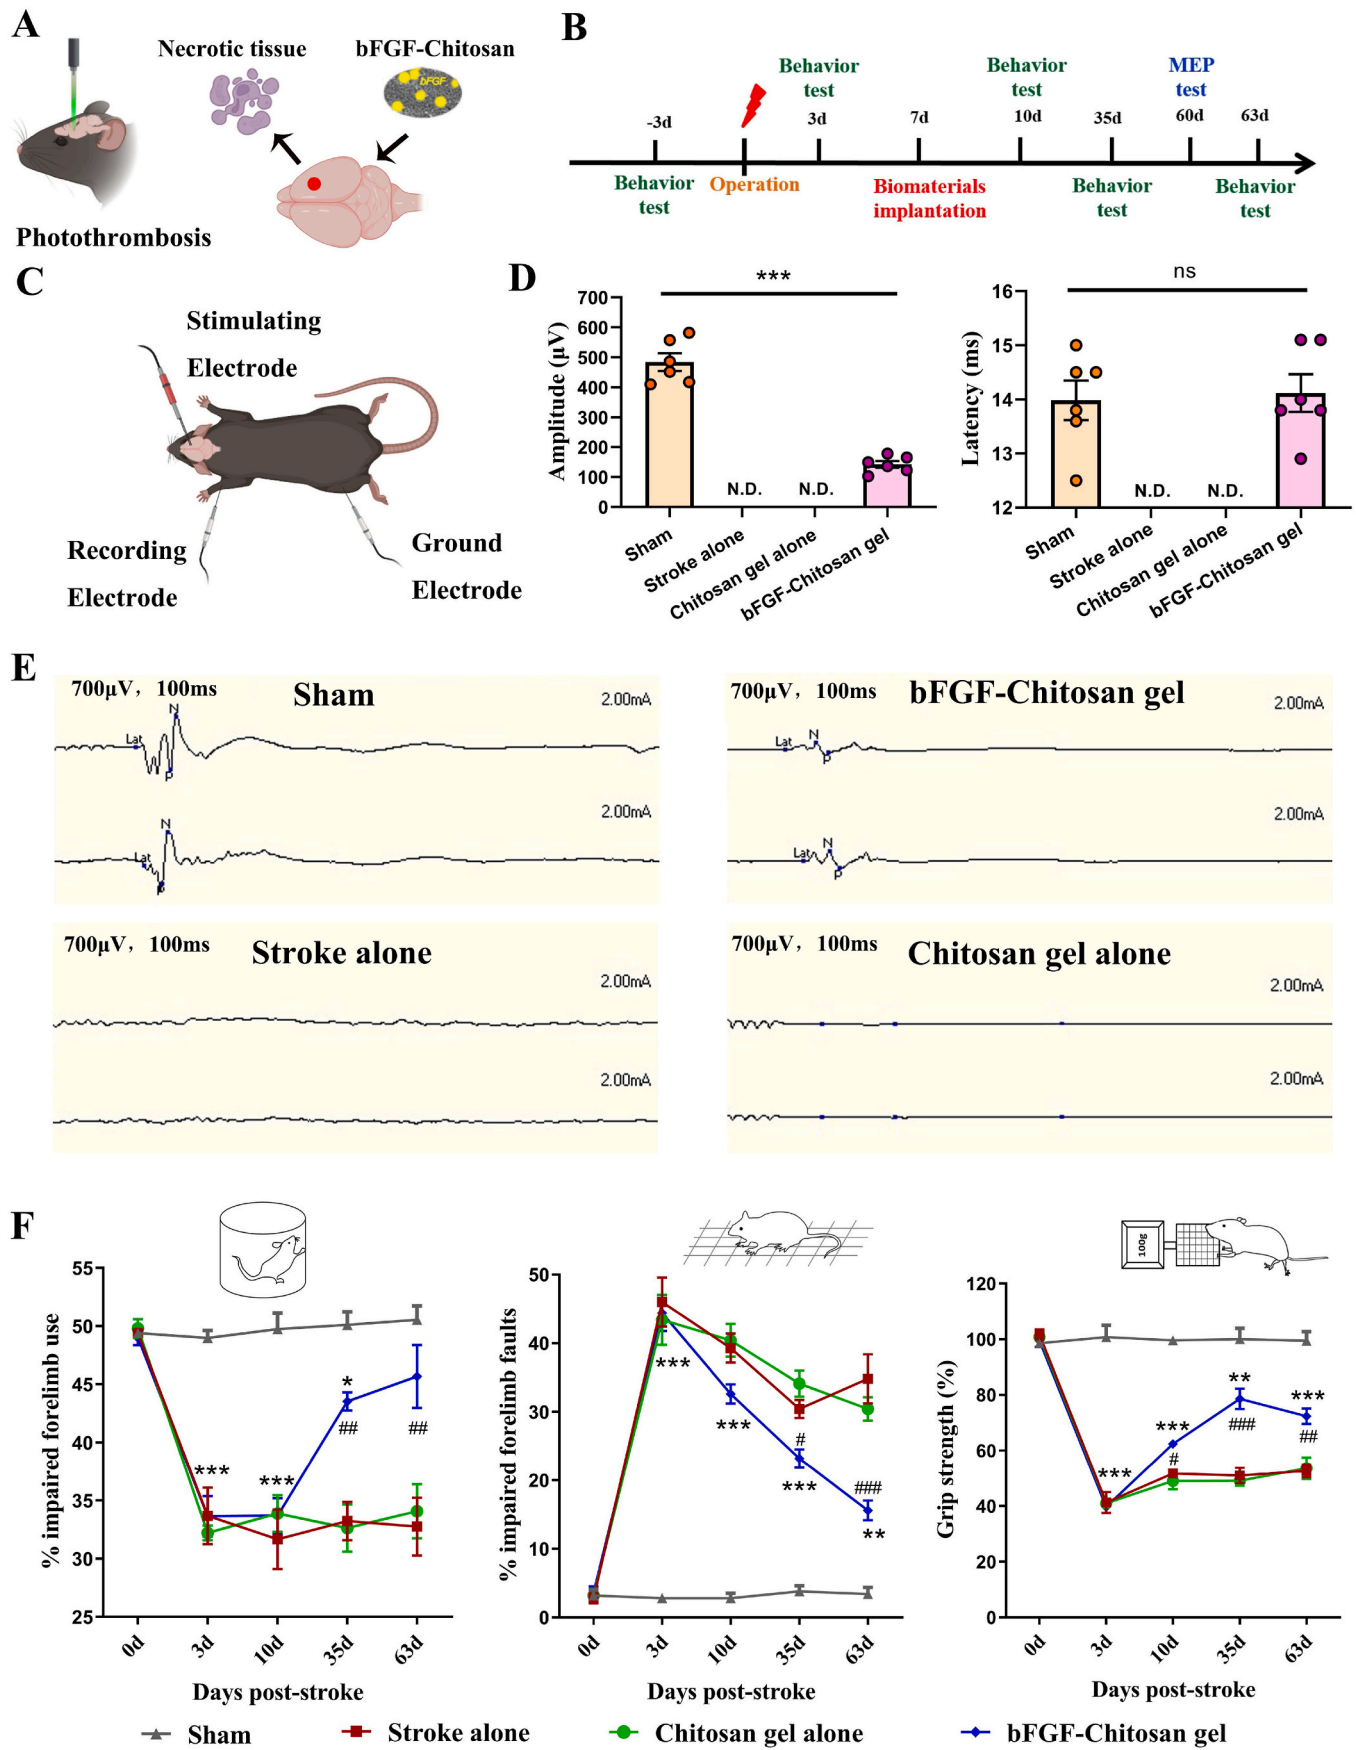 A
Necrotic tissue
bFGF-Chitosan
bFGF
Photothrombosis
B
Behavior
test
Behavior
test
MEP
test
-3d
3d
7d
10d
35d
60d
63d
Behavior
test
Operation
Biomaterials
implantation
Behavior
test
Behavior
test
C
Stimulating
Electrode
Recording
Electrode
Ground
Electrode
D
***
Amplitude (μV)
700
600
500
400
300
200
100
0
N.D.
N.D.
Sham
Stroke alone
Chitosan gel alone
bFGF-Chitosan gel
ns
Latency (ms)
16
15
14
13
12
N.D.
N.D.
Sham
Stroke alone
Chitosan gel alone
bFGF-Chitosan gel
E
700μV, 100ms
Sham
2.00mA
Lat
N
P
2.00mA
Lat
N
P
700μV, 100ms
bFGF-Chitosan gel
2.00mA
Lat
N
P
2.00mA
Lat
N
P
700μV, 100ms
Stroke alone
2.00mA
2.00mA
700μV, 100ms
Chitosan gel alone
2.00mA
2.00mA
F
% impaired forelimb use
55
50
45
40
35
30
25
***
***
*
##
##
0d
3d
10d
35d
63d
Days post-stroke
% impaired forelimb faults
50
40
30
20
10
0
***
***
#
***
###
**
0d
3d
10d
35d
63d
Days post-stroke
100g
Grip strength (%)
120
100
80
60
40
20
0
***
***
#
**
###
***
##
0d
3d
10d
35d
63d
Days post-stroke
Sham
Stroke alone
Chitosan gel alone
bFGF-Chitosan gel